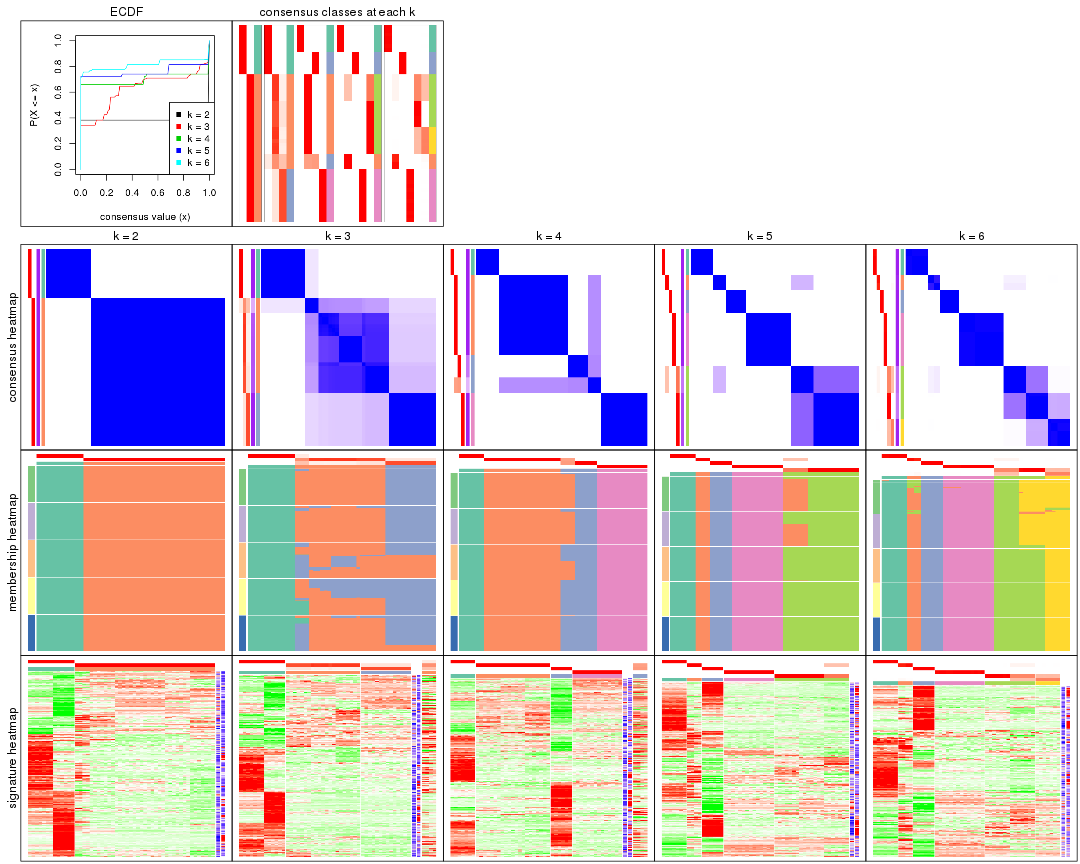 ECDF
consensus classes at each k
P(X <= x)
0.0 0.2 0.4 0.6 0.8 1.0
k = 2
k = 3
k = 4
k = 5
k = 6
0.0 0.2 0.4 0.6 0.8 1.0
consensus value (x)
k = 2
k = 3
k = 4
k = 5
k = 6
consensus heatmap
membership heatmap
signature heatmap